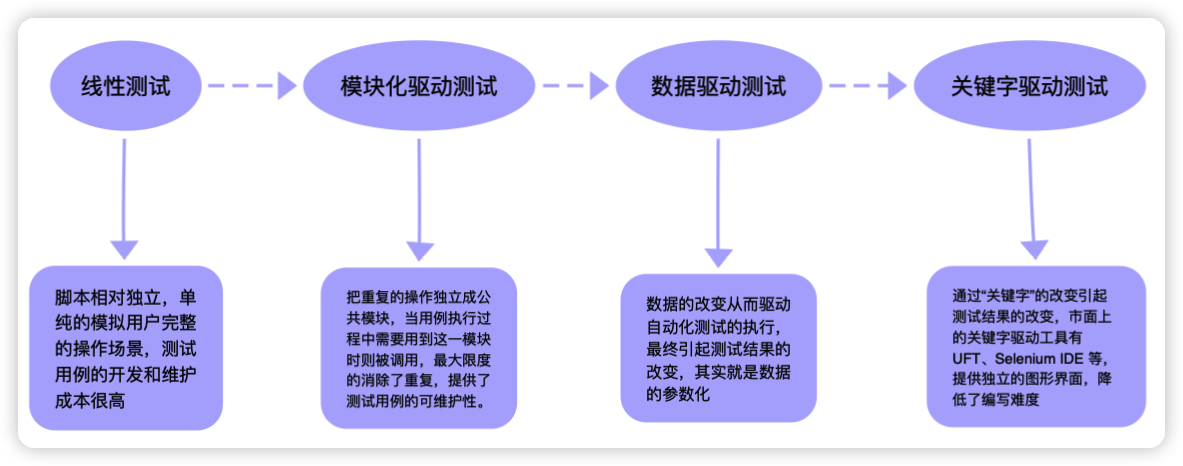 线性测试
模块化驱动测试
数据驱动测试
关键字驱动测试
脚本相对独立，单
纯的模拟用户完整
的操作场景，测试
用例的开发和维护
成本很高
把重复的操作独立成公
共模块，当用例执行过
程中需要用到这一模块
时则被调用，最大限度
的消除了重复，提供了
测试用例的可维护性。
数据的改变从而驱动
自动化测试的执行，
最终引起测试结果的
改变，其实就是数据
的参数化
通过“关键字”的改变引起
测试结果的改变，市面上
的关键字驱动工具有
UFT、Selenium IDE 等，
提供独立的图形界面，降
低了编写难度